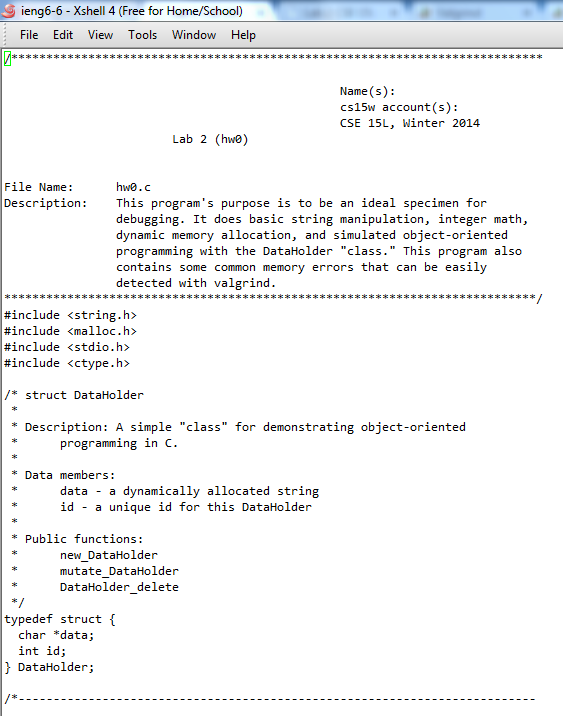 ieng6-6 - Xshell 4 (Free for Home/School)
File Edit View Tools Window Help
/****************************************************************************
Name(s):
cs15w account(s):
CSE 15L, Winter 2014
Lab 2 (hw0)
File Name: hw0.c
Description: This program's purpose is to be an ideal specimen for
debugging. It does basic string manipulation, integer math,
dynamic memory allocation, and simulated object-oriented
programming with the DataHolder "class." This program also
contains some common memory errors that can be easily
detected with valgrind.
****************************************************************************/
#include <string.h>
#include <malloc.h>
#include <stdio.h>
#include <ctype.h>
/* struct DataHolder
*
* Description: A simple "class" for demonstrating object-oriented
* programming in C.
*
* Data members:
* data - a dynamically allocated string
* id - a unique id for this DataHolder
*
* Public functions:
* new_DataHolder
* mutate_DataHolder
* DataHolder_delete
*/
typedef struct {
char *data;
int id;
} DataHolder;
/*--------------------------------------------------------------------------